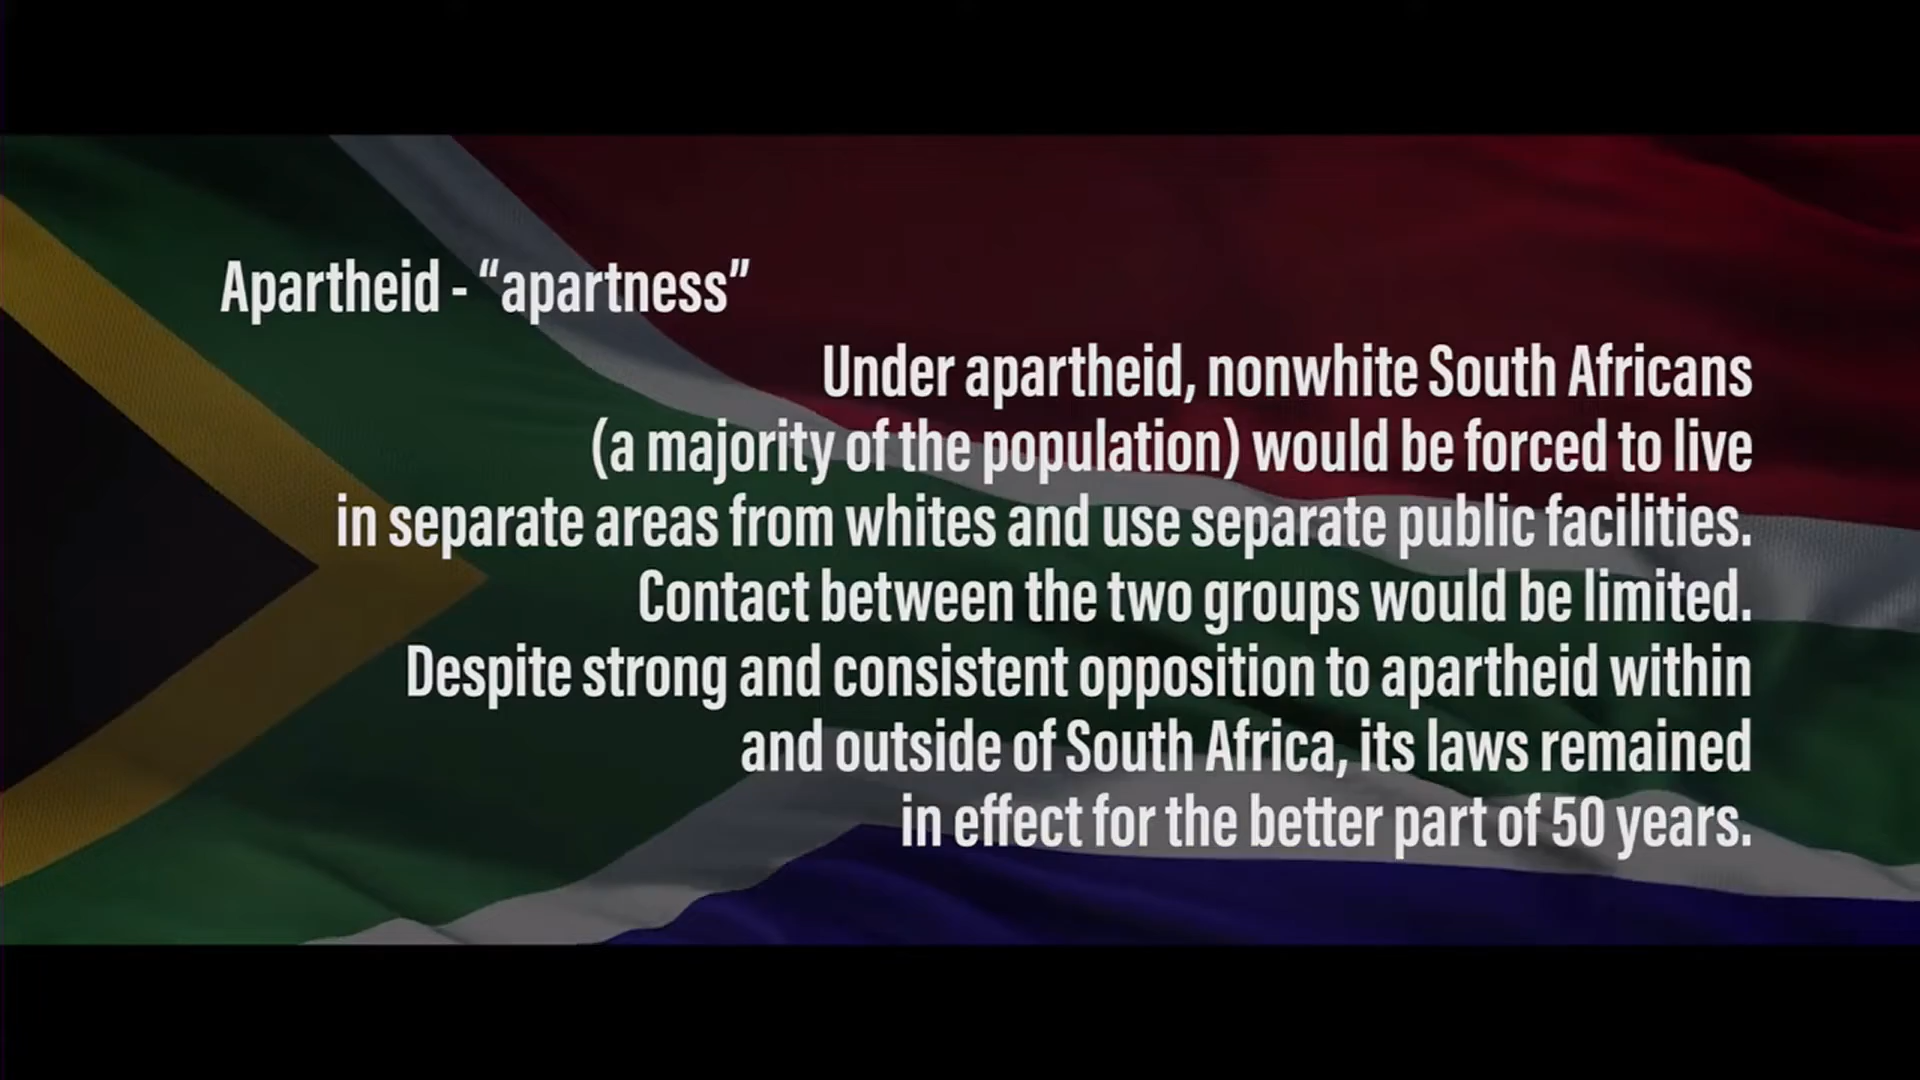 Apartheid - “apartness”
Under apartheid, nonwhite South Africans
(a majority of the population) would be forced to live
in separate areas from whites and use separate public facilities.
Contact between the two groups would be limited.
Despite strong and consistent opposition to apartheid within
and outside of South Africa, its laws remained
in effect for the better part of 50 years.